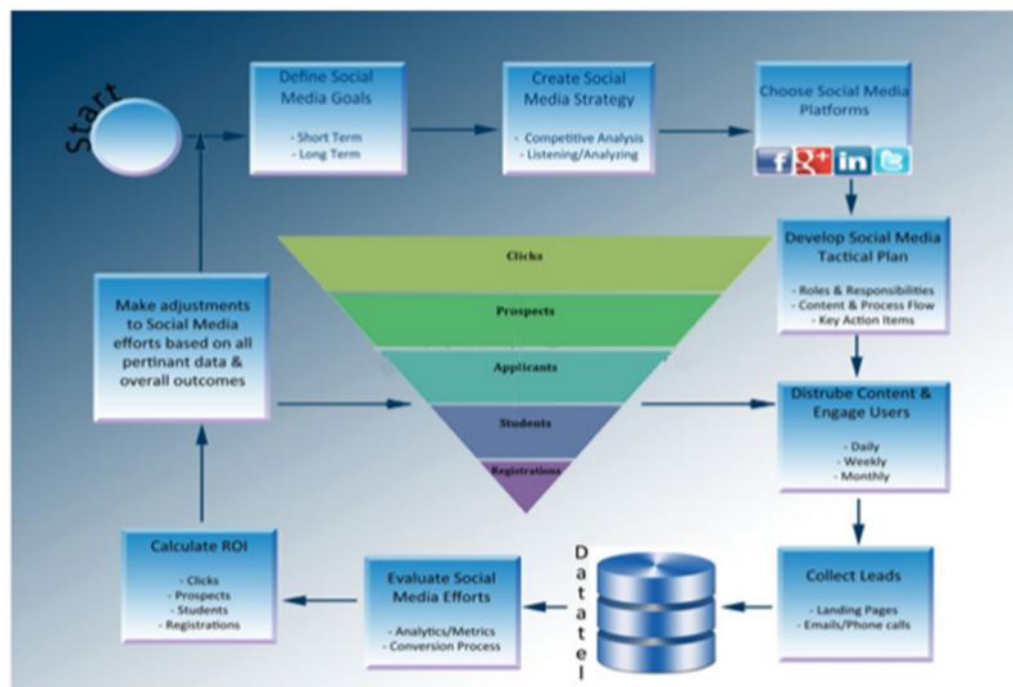 Start
Define Social
Media Goals
- Short Term
- Long Term
Create Social
Media Strategy
- Competitive Analysis
- Listening/Analyzing
Choose Social Media
Platforms
f g+ in t
Develop Social Media
Tactical Plan
- Roles & Responsibilities
- Content & Process Flow
- Key Action Items
Clicks
Prospects
Applicants
Students
Registrations
Make adjustments
to Social Media
efforts based on all
pertinant data &
overall outcomes
Distrube Content &
Engage Users
- Daily
- Weekly
- Monthly
Collect Leads
- Landing Pages
- Emails/Phone calls
Datatel
Evaluate Social
Media Efforts
- Analytics/Metrics
- Conversion Process
Calculate ROI
- Clicks
- Prospects
- Students
- Registrations